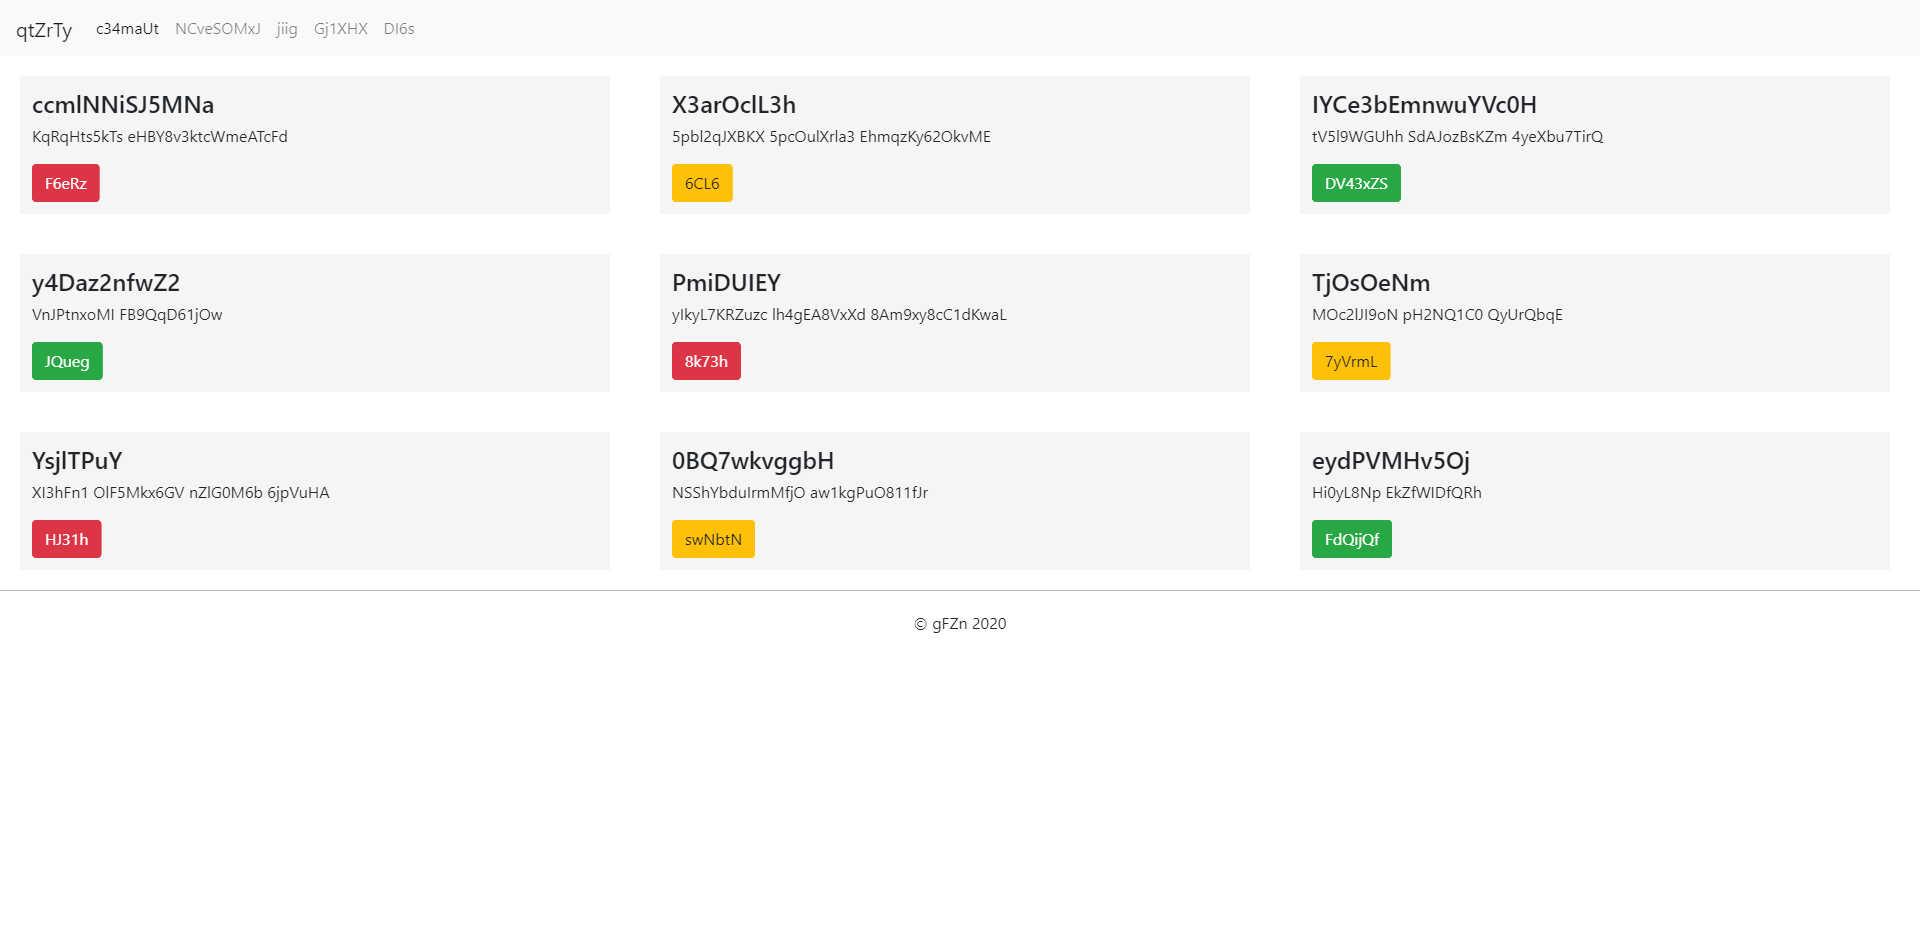 qtZrTy c34maUt NCveSOMxJ jiig Gj1XHX DI6s
ccmlNNiSJ5MNa
KqRqHts5kTs eHBY8v3ktcWmeATcFd
F6eRz
X3arOclL3h
5pbl2qJXBKX 5pcOulXrla3 EhmqzKy62OkvME
6CL6
IYCe3bEmnwuYVc0H
tV5l9WGUhh SdAJozBsKZm 4yeXbu7TirQ
DV43xZS
y4Daz2nfwZ2
VnJPtnxoMI FB9QqD61jOw
JQueg
PmiDUIEY
yIkyL7KRZuzc lh4gEA8VxXd 8Am9xy8cC1dKwaL
8k73h
TjOsOeNm
MOc2lJI9oN pH2NQ1C0 QyUrQbqE
7yVrmL
YsjlTPuY
XI3hFn1 OlF5Mkx6GV nZlG0M6b 6jpVuHA
HJ31h
0BQ7wkvggbH
NSShYbduIrmMfjO aw1kgPuO811fJr
swNbtN
eydPVMHv5Oj
Hi0yL8Np EkZfWIDfQRh
FdQijQf
© gFZn 2020